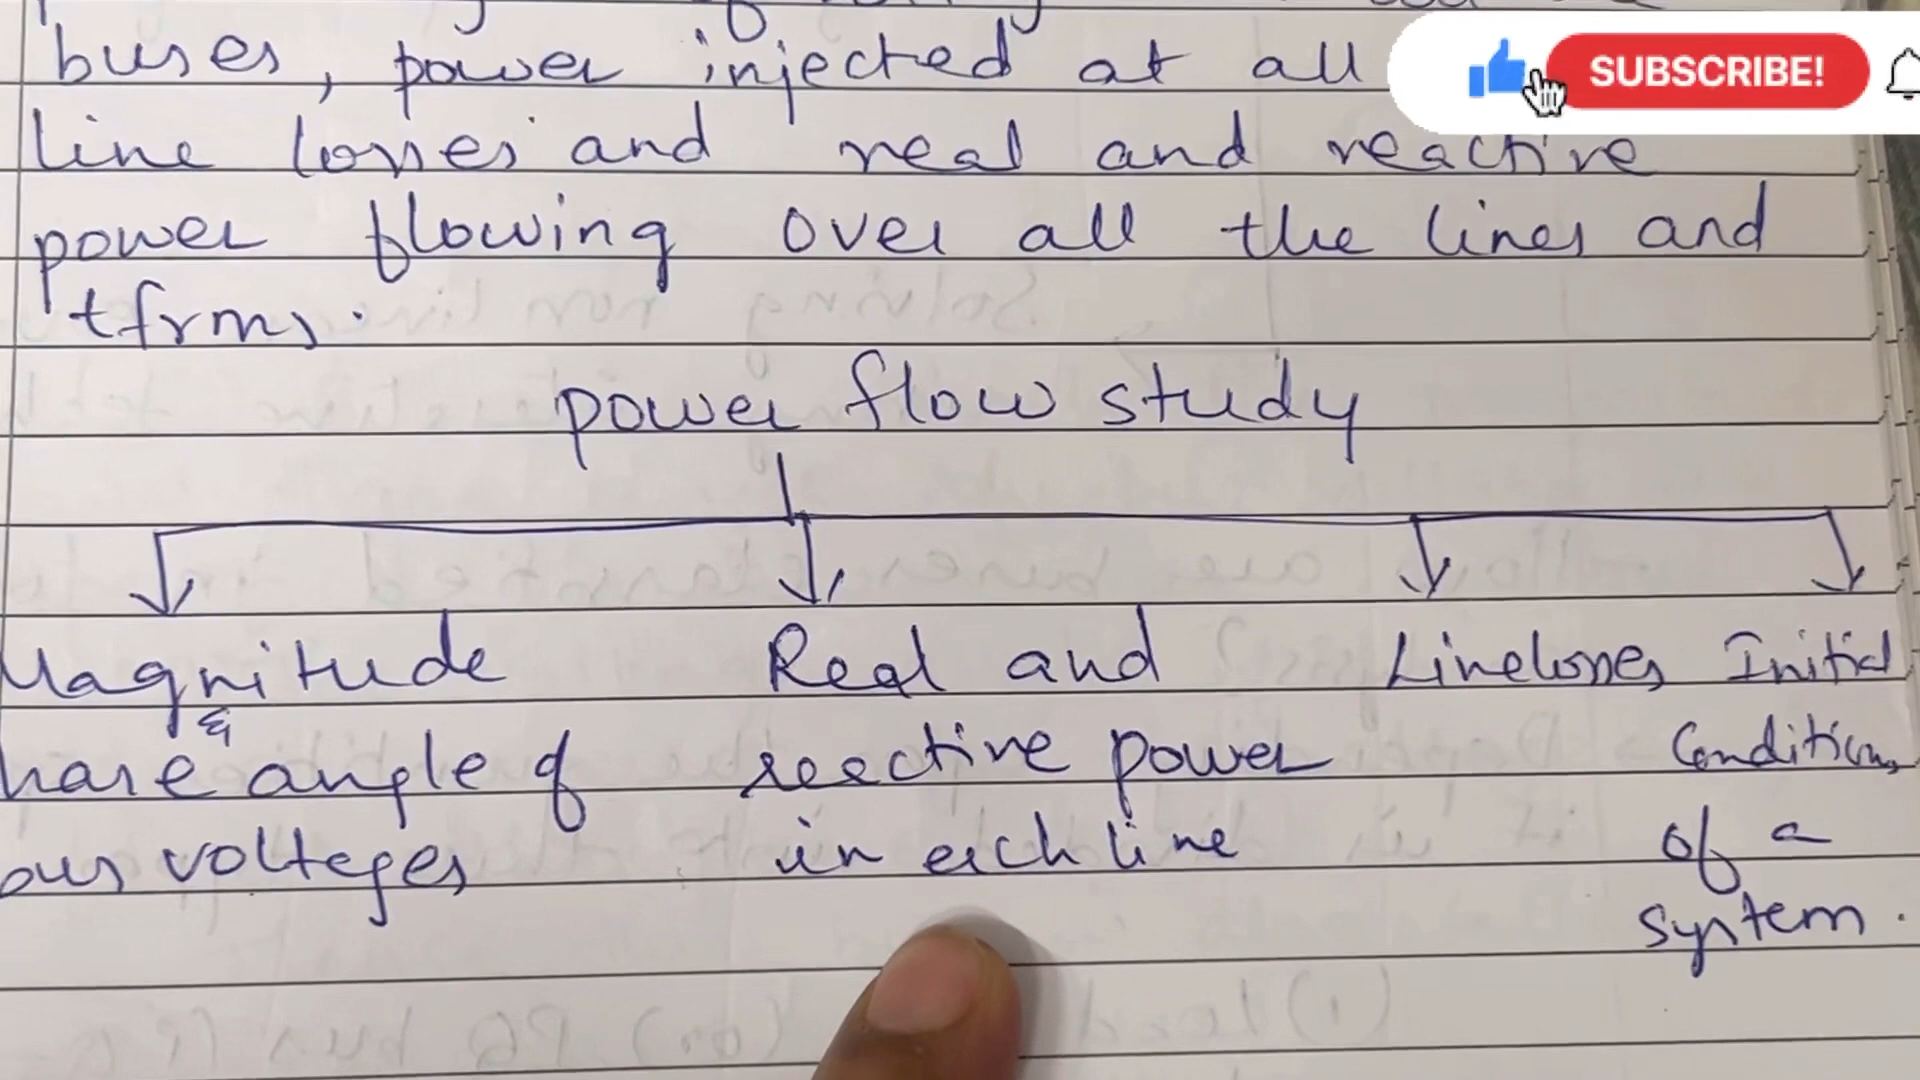 buses, power injected at all
SUBSCRIBE!
line losses and real and reactive
power flowing over all the lines and
tfrms.
power flow study
Magnitude Real and Linelosses Initial
& 
hase angle of reective power Conditions
bus voltages in each line of a
system.